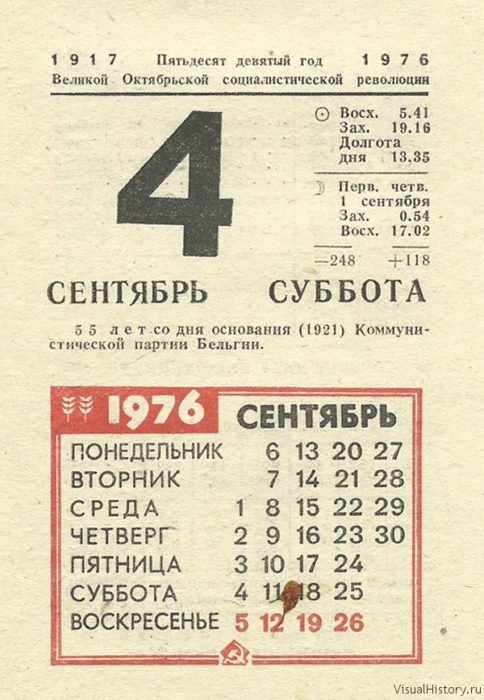 1917 Пятьдесят девятый год 1976
Великой Октябрьской социалистической революции
4
Восх. 5.41
Зах. 19.16
Долгота
дня 13.35
Перв. четв.
1 сентября
Зах. 0.54
Восх. 17.02
—248 +118
СЕНТЯБРЬ СУББОТА
55 лет со дня основания (1921) Коммуни-
стической партии Бельгии.
1976 СЕНТЯБРЬ
ПОНЕДЕЛЬНИК 6 13 20 27
ВТОРНИК 7 14 21 28
СРЕДА 1 8 15 22 29
ЧЕТВЕРГ 2 9 16 23 30
ПЯТНИЦА 3 10 17 24
СУББОТА 4 11 18 25
ВОСКРЕСЕНЬЕ 5 12 19 26
VisualHistory.ru